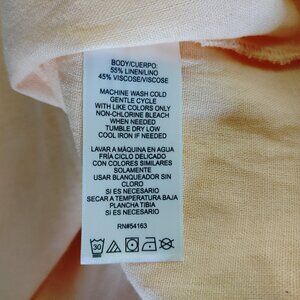 BODY/CUERPO:
55% LINEN/LINO
45% VISCOSE/VISCOSE
MACHINE WASH COLD
GENTLE CYCLE
WITH LIKE COLORS ONLY
NON-CHLORINE BLEACH
WHEN NEEDED
TUMBLE DRY LOW
COOL IRON IF NEEDED
LAVAR A MÁQUINA EN AGUA
FRÍA CICLO DELICADO
CON COLORES SIMILARES
SOLAMENTE
USAR BLANQUEADOR SIN
CLORO
SI ES NECESARIO
SECAR A TEMPERATURA BAJA
PLANCHA TIBIA
SI ES NECESARIO
RN#54163
30